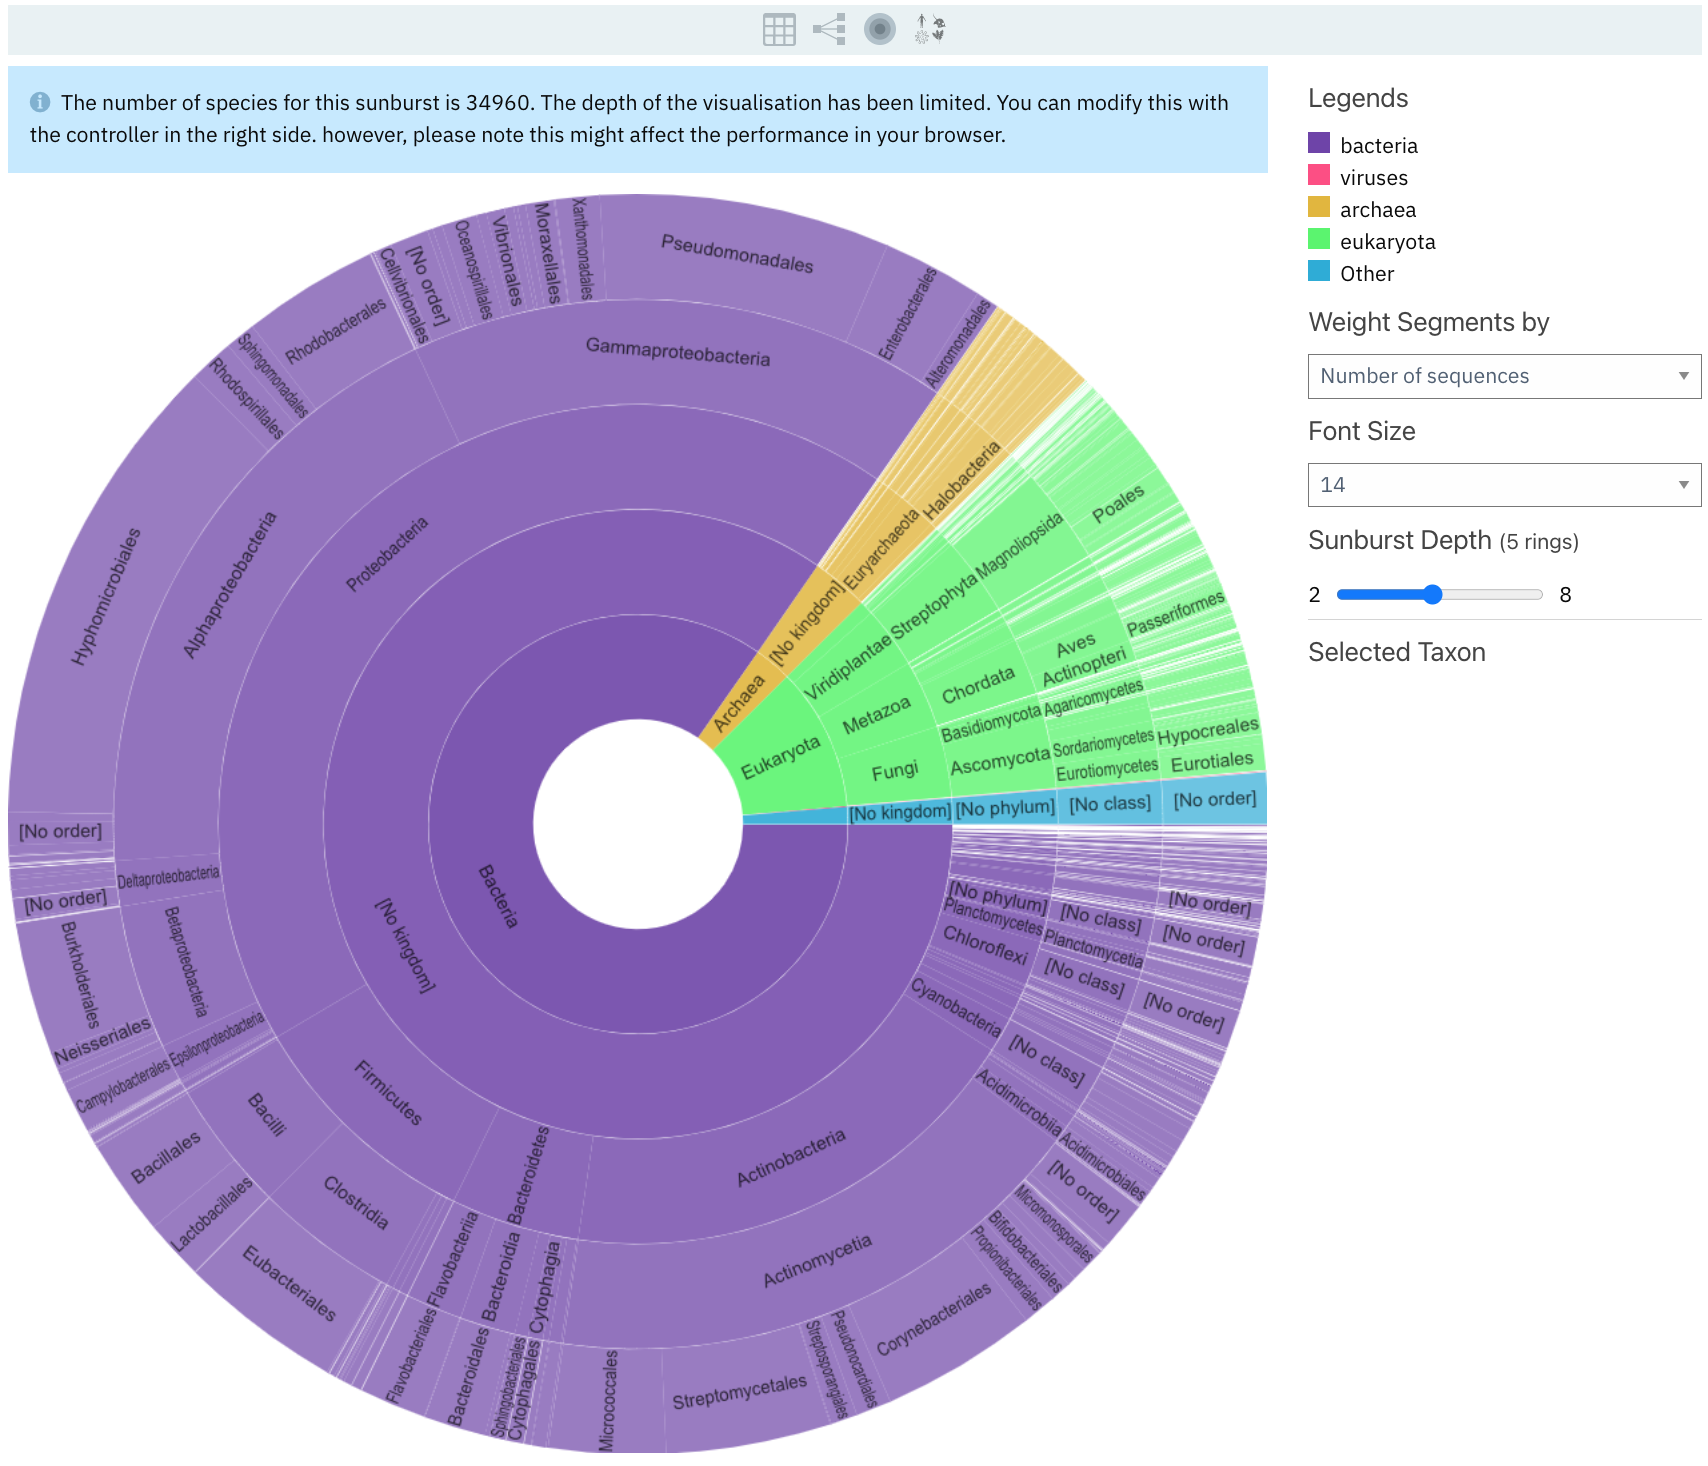 The number of species for this sunburst is 34960. The depth of the visualisation has been limited. You can modify this with
the controller in the right side. however, please note this might affect the performance in your browser.
Legends
bacteria
viruses
archaea
eukaryota
Other
Weight Segments by
Number of sequences
Font Size
14
Sunburst Depth (5 rings)
2
8
Selected Taxon
Bacteria
Archaea
Eukaryota
[No kingdom]
[No kingdom]
Viridiplantae
Metazoa
Fungi
[No kingdom]
Proteobacteria
Firmicutes
Bacteroidetes
Actinobacteria
Cyanobacteria
Chloroflexi
Planctomycetes
[No phylum]
Euryarchaeota
Streptophyta
Chordata
Basidiomycota
Ascomycota
[No phylum]
Gammaproteobacteria
Alphaproteobacteria
Deltaproteobacteria
Betaproteobacteria
Epsilonproteobacteria
Bacilli
Clostridia
Flavobacteriia
Bacteroidia
Cytophagia
Actinomycetia
Acidimicrobiia
[No class]
[No class]
Planctomycetia
[No class]
Halobacteria
Magnoliopsida
Aves
Actinopteri
Agaricomycetes
Sordariomycetes
Eurotiomycetes
[No class]
Alteromonadales
Enterobacterales
Pseudomonadales
Xanthomonadales
Moraxellales
Vibrionales
Oceanospirillales
[No order]
Cellvibrionales
Rhodobacterales
Sphingomonadales
Rhodospirillales
Hyphomicrobiales
[No order]
[No order]
Burkholderiales
Neisseriales
Campylobacterales
Bacillales
Lactobacillales
Eubacteriales
Flavobacteriales
Bacteroidales
Sphingobacteriales
Cytophagales
Micrococcales
Streptomycetales
Streptosporangiales
Pseudonocardiales
Corynebacteriales
Propionibacteriales
Bifidobacteriales
Micromonosporales
[No order]
Acidimicrobiales
[No order]
[No order]
[No order]
Poales
Passeriformes
Hypocreales
Eurotiales
[No order]